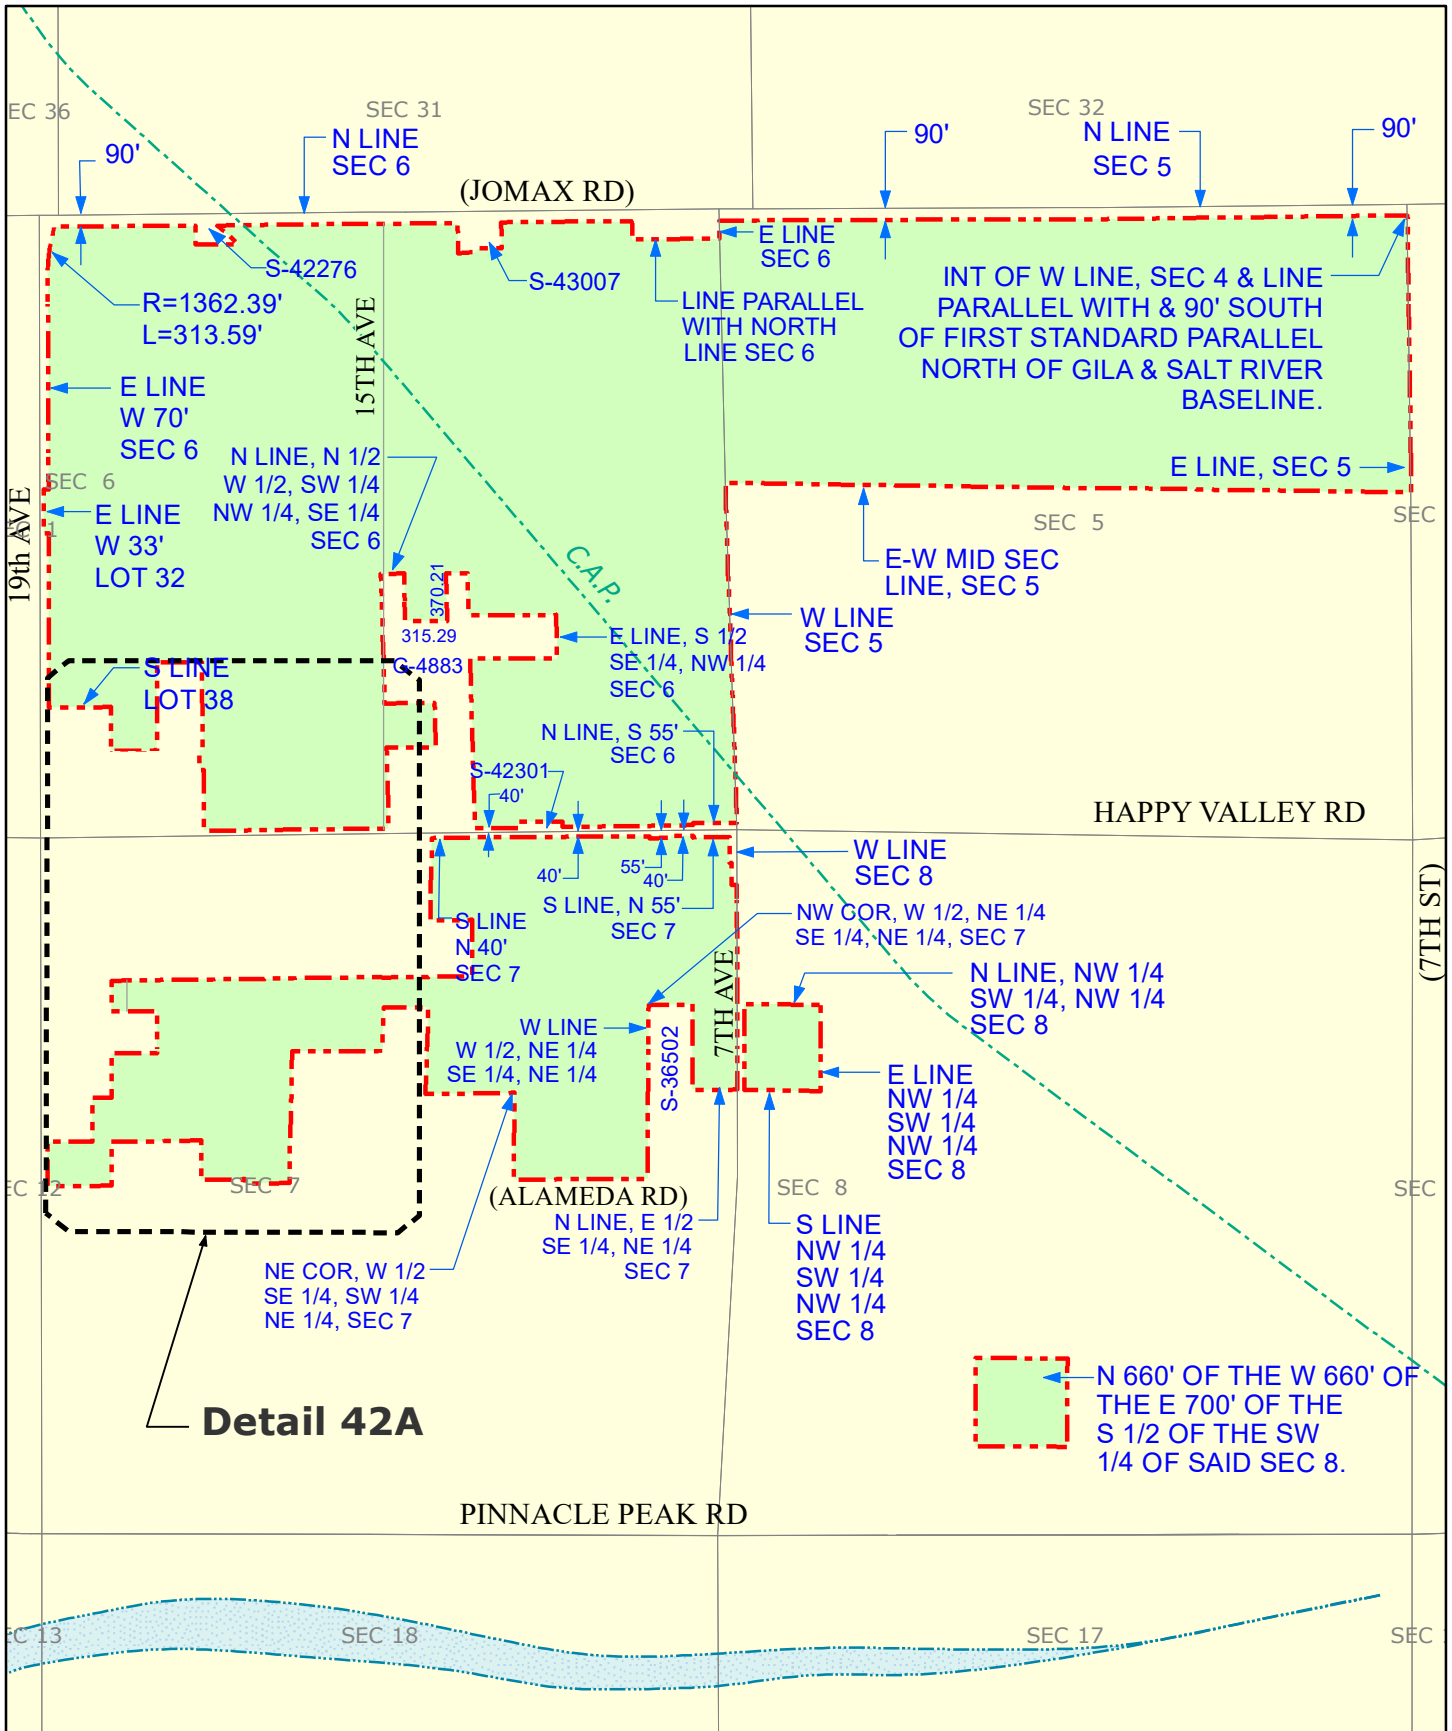 SEC 31
SEC 32
EC 36
N LINE
SEC 6
90'
90'
N LINE
SEC 5
90'
(JOMAX RD)
S-42276
S-43007
E LINE
SEC 6
R=1362.39'
L=313.59'
LINE PARALLEL
WITH NORTH
LINE SEC 6
INT OF W LINE, SEC 4 & LINE
PARALLEL WITH & 90' SOUTH
OF FIRST STANDARD PARALLEL
NORTH OF GILA & SALT RIVER
BASELINE.
15TH AVE
E LINE
W 70'
SEC 6
N LINE, N 1/2
W 1/2, SW 1/4
NW 1/4, SE 1/4
SEC 6
E LINE, SEC 5
SEC 6
19th AVE
1
E LINE
W 33'
LOT 32
SEC 5
SEC
C.A.P.
E-W MID SEC
LINE, SEC 5
370.21
315.29
G-4883
W LINE
SEC 5
E LINE, S 1/2
SE 1/4, NW 1/4
SEC 6
S LINE
LOT 38
N LINE, S 55'
SEC 6
S-42301
40'
HAPPY VALLEY RD
W LINE
SEC 8
40'
55'
40'
S LINE, N 55'
SEC 7
S LINE
N 40'
SEC 7
NW COR, W 1/2, NE 1/4
SE 1/4, NE 1/4, SEC 7
(7TH ST)
7TH AVE
N LINE, NW 1/4
SW 1/4, NW 1/4
SEC 8
W LINE
W 1/2, NE 1/4
SE 1/4, NE 1/4
S-36502
E LINE
NW 1/4
SW 1/4
NW 1/4
SEC 8
EC 12
SEC 7
SEC 8
SEC
(ALAMEDA RD)
N LINE, E 1/2
SE 1/4, NE 1/4
SEC 7
S LINE
NW 1/4
SW 1/4
NW 1/4
SEC 8
NE COR, W 1/2
SE 1/4, SW 1/4
NE 1/4, SEC 7
Detail 42A
N 660' OF THE W 660' OF
THE E 700' OF THE
S 1/2 OF THE SW
1/4 OF SAID SEC 8.
PINNACLE PEAK RD
EC 13
SEC 18
SEC 17
SEC